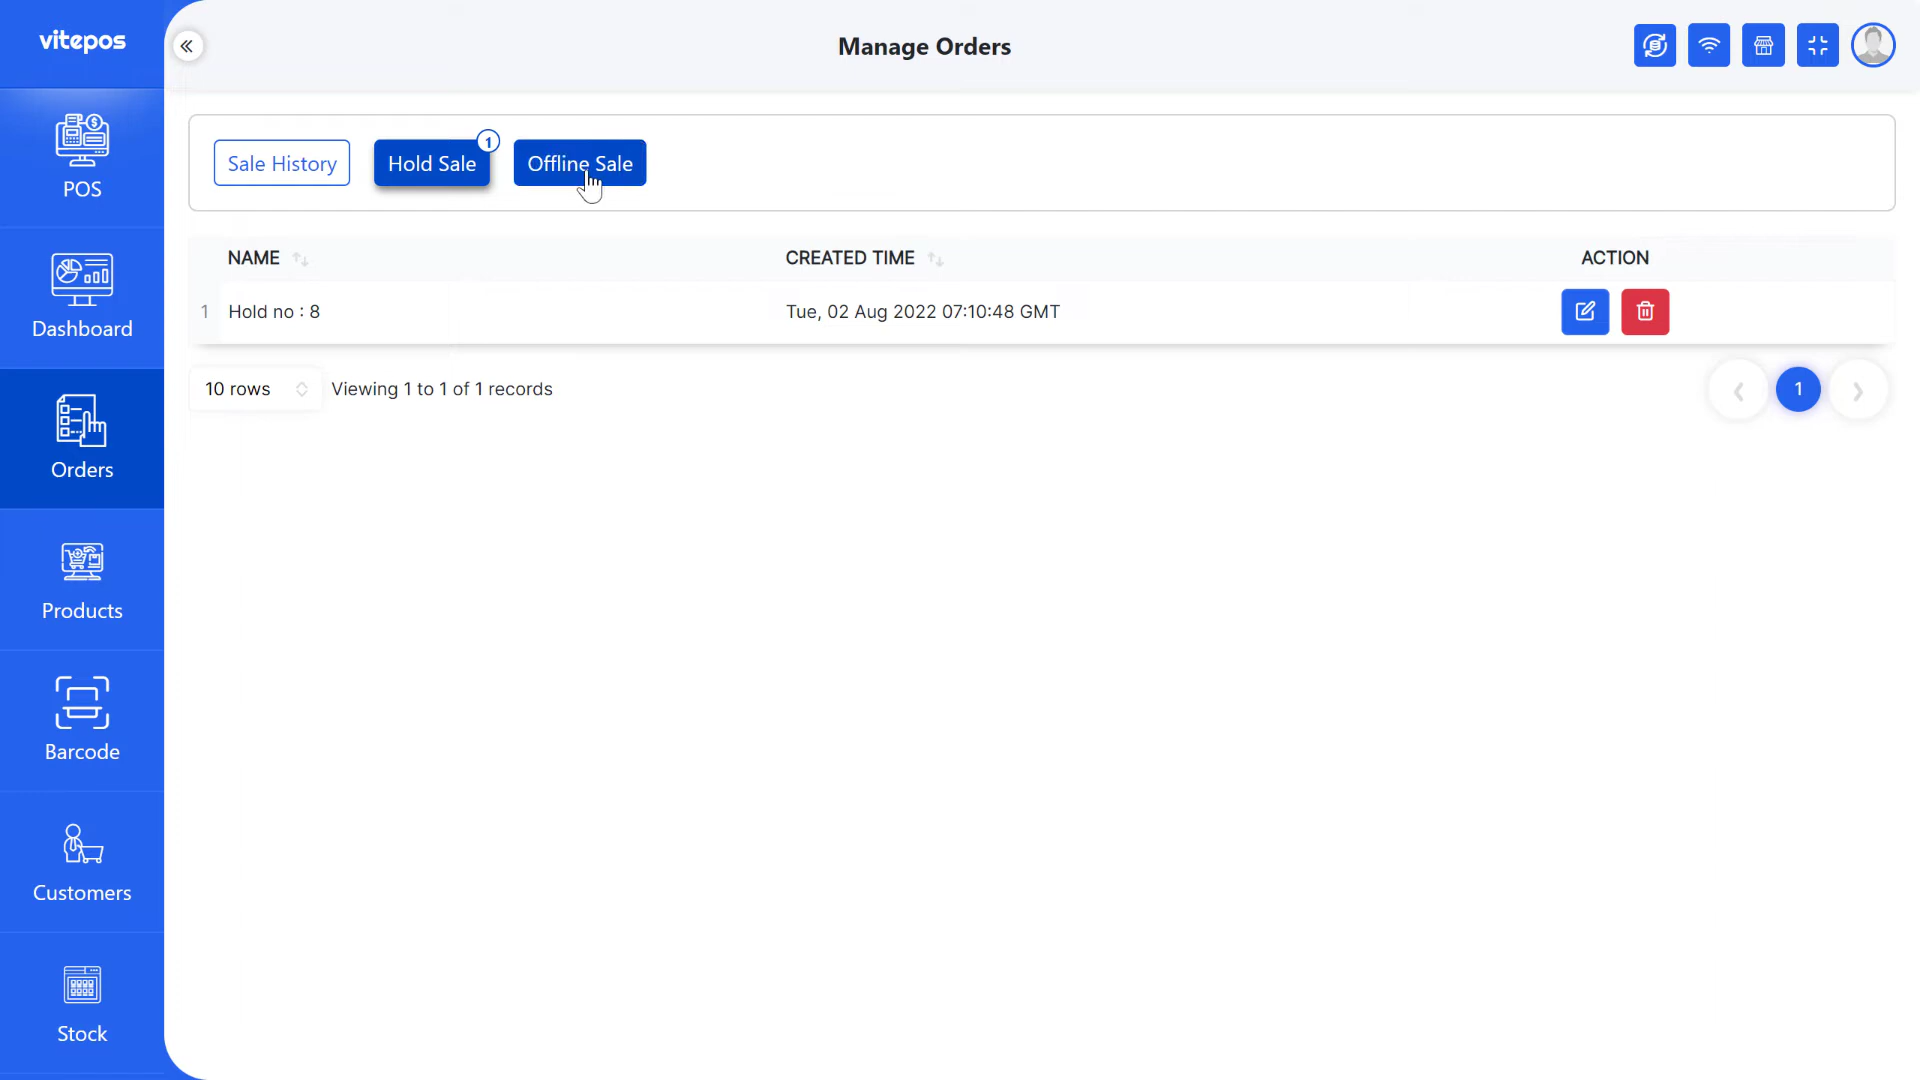 vitepos
Manage Orders
POS
Dashboard
Orders
Products
Barcode
Customers
Stock
Sale History
Hold Sale 1
Offline Sale
NAME CREATED TIME ACTION
1 Hold no : 8 Tue, 02 Aug 2022 07:10:48 GMT
10 rows Viewing 1 to 1 of 1 records 1